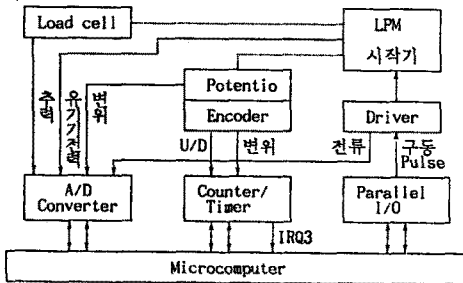 Load cell
LPM
시작기
Potentio
Encoder
Driver
추력
유기기전력
변위
U/D
변위
전류
구동
Pulse
A/D
Converter
Counter/
Timer
Parallel
I/O
IRQ3
Microcomputer